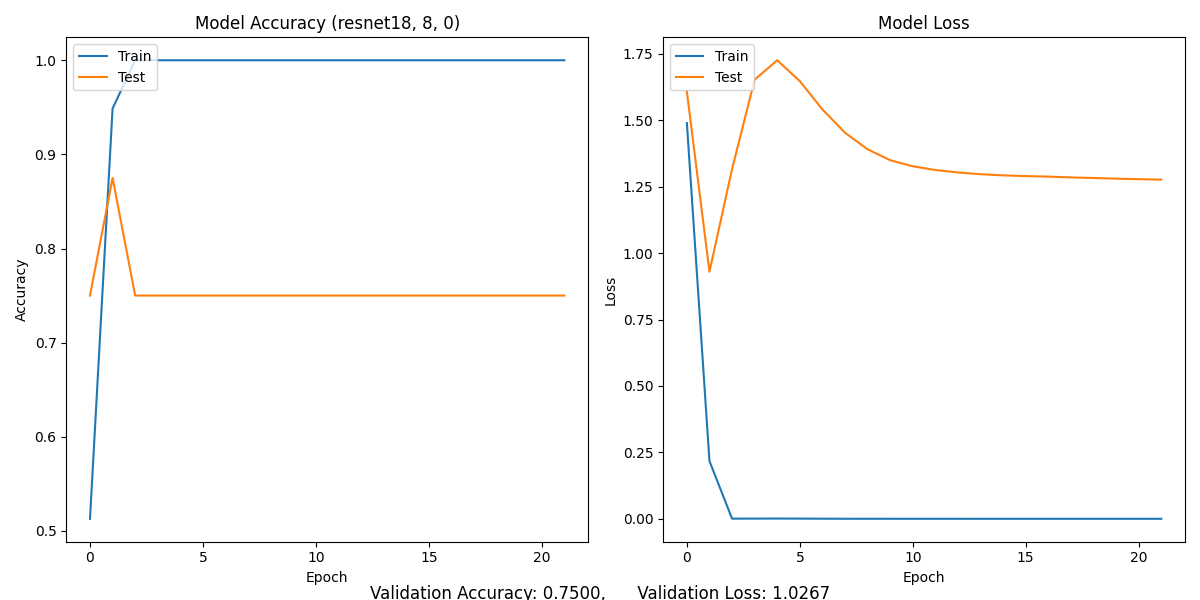 Model Accuracy (resnet18, 8, 0)
Train
Test
1.0
0.9
0.8
0.7
0.6
0.5
Accuracy
0 5 10 15 20
Epoch
Model Loss
Train
Test
1.75
1.50
1.25
1.00
0.75
0.50
0.25
0.00
Loss
0 5 10 15 20
Epoch
Validation Accuracy: 0.7500, Validation Loss: 1.0267